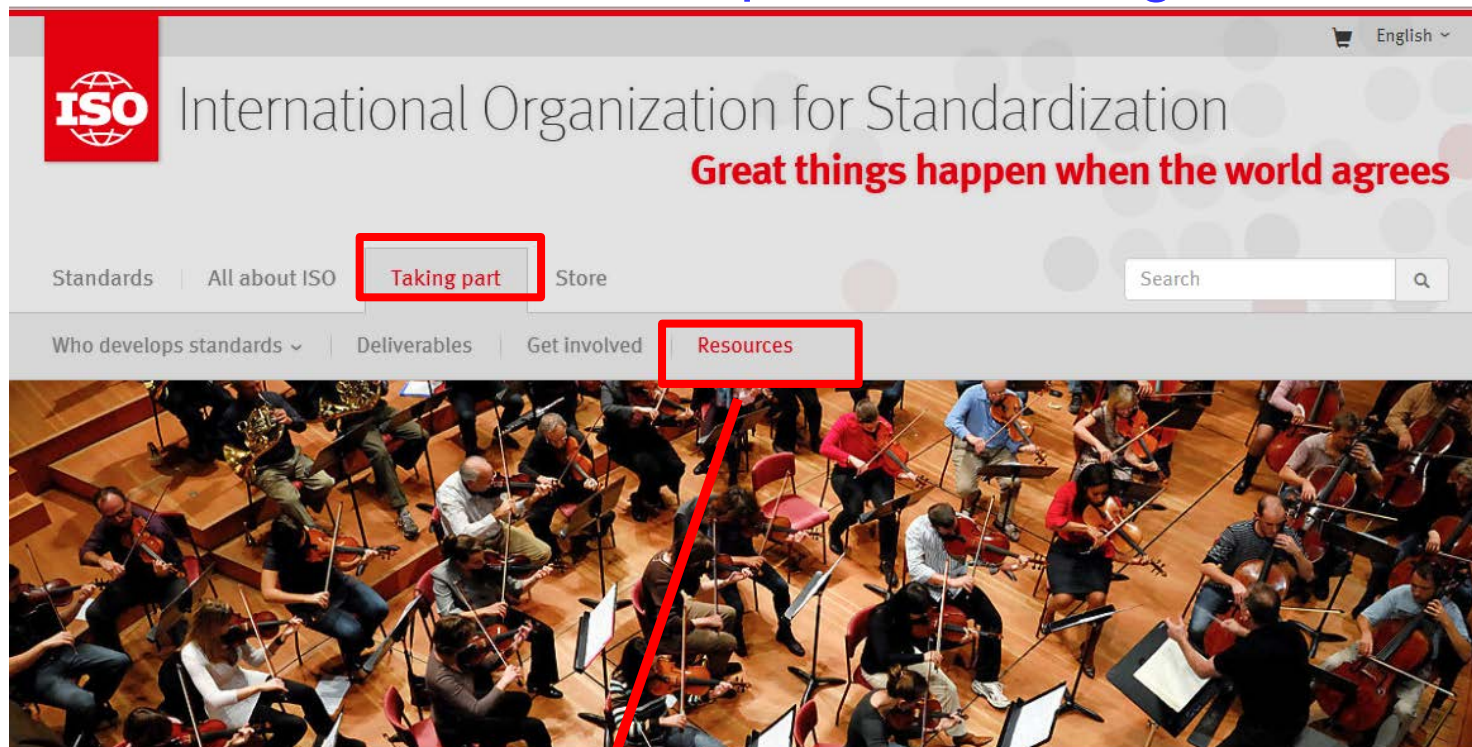 English
ISO
International Organization for Standardization
Great things happen when the world agrees
Standards
All about ISO
Taking part
Store
Search
Who develops standards
Deliverables
Get involved
Resources